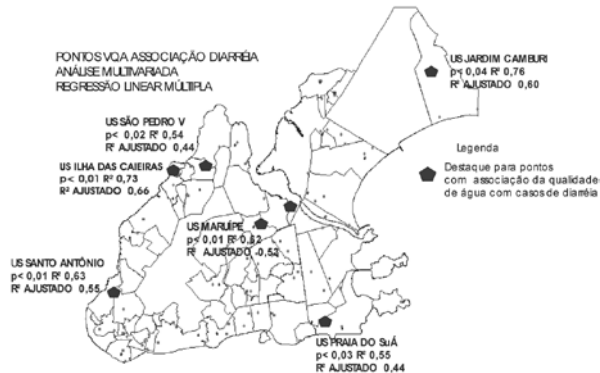 PONTOS VQA ASSOCIAÇÃO DIARRÉIA
ANÁLISE MULTIVARIADA
REGRESSÃO LINEAR MÚLTIPLA
US JARDIM CAMBURI
p< 0,04 R² 0,76
R² AJUSTADO 0,60
US SÃO PEDRO V
p< 0,02 R² 0,54
R² AJUSTADO 0,44
US ILHA DAS CAIEIRAS
p< 0,01 R² 0,73
R² AJUSTADO 0,66
Legenda
Destaque para pontos
com associação da qualidade
de água com casos de diarréia
US MARUÍPE
p< 0,01 R² 0,62
R² AJUSTADO 0,53
US SANTO ANTÔNIO
p< 0,01 R² 0,63
R² AJUSTADO 0,55
US PRAIA DO SUÁ
p< 0,03 R² 0,55
R² AJUSTADO 0,44